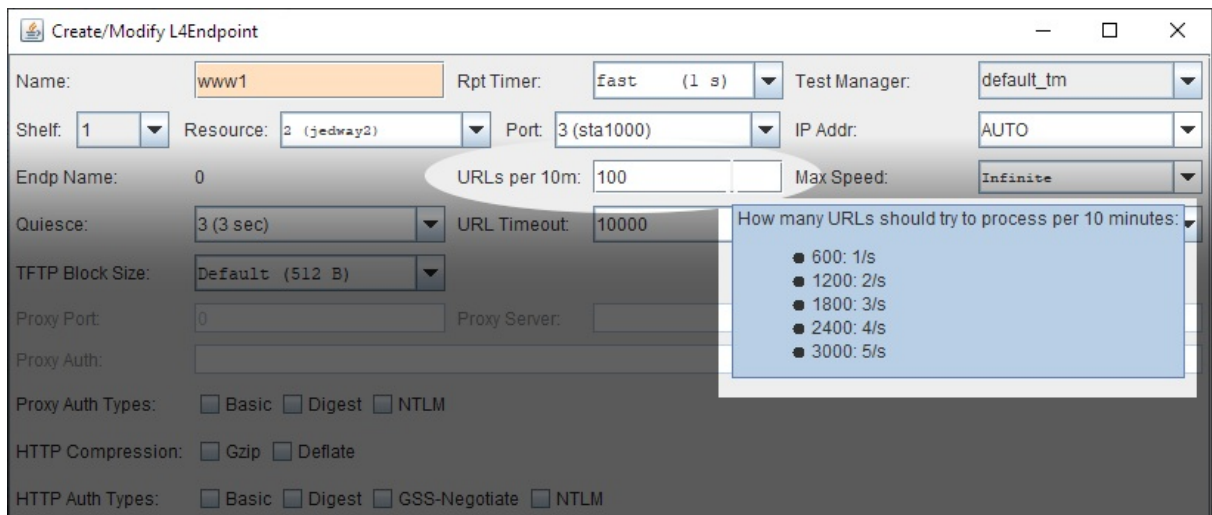 Create/Modify L4Endpoint
Name: www1 Rpt Timer: fast (1 s) Test Manager: default_tm
Shelf: 1 Resource: 2 (jedway2) Port: 3 (sta1000) IP Addr: AUTO
Endp Name: 0 URLs per 10m: 100 Max Speed: Infinite
Quiesce: 3 (3 sec) URL Timeout: 10000
How many URLs should try to process per 10 minutes:
600: 1/s
1200: 2/s
1800: 3/s
2400: 4/s
3000: 5/s
TFTP Block Size: Default (512 B)
Proxy Port: 0 Proxy Server:
Proxy Auth:
Proxy Auth Types: Basic Digest NTLM
HTTP Compression: Gzip Deflate
HTTP Auth Types: Basic Digest GSS-Negotiate NTLM